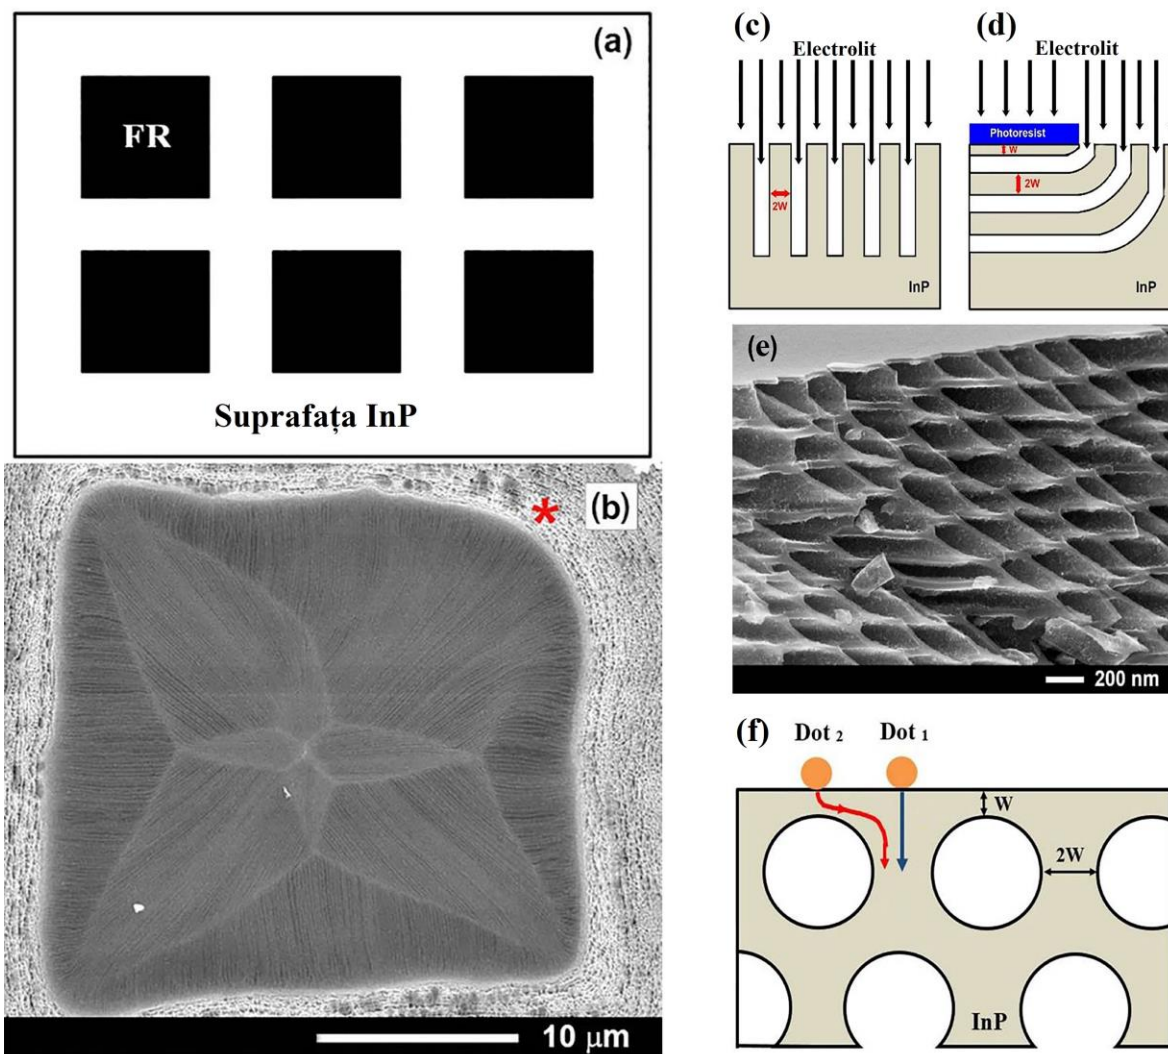 (a)
FR
Suprafața InP
(b)
*
10 μm
(c)
Electrolit
2W
InP
(d)
Electrolit
Photoresist
W
2W
InP
(e)
200 nm
(f)
Dot 2
Dot 1
W
2W
InP